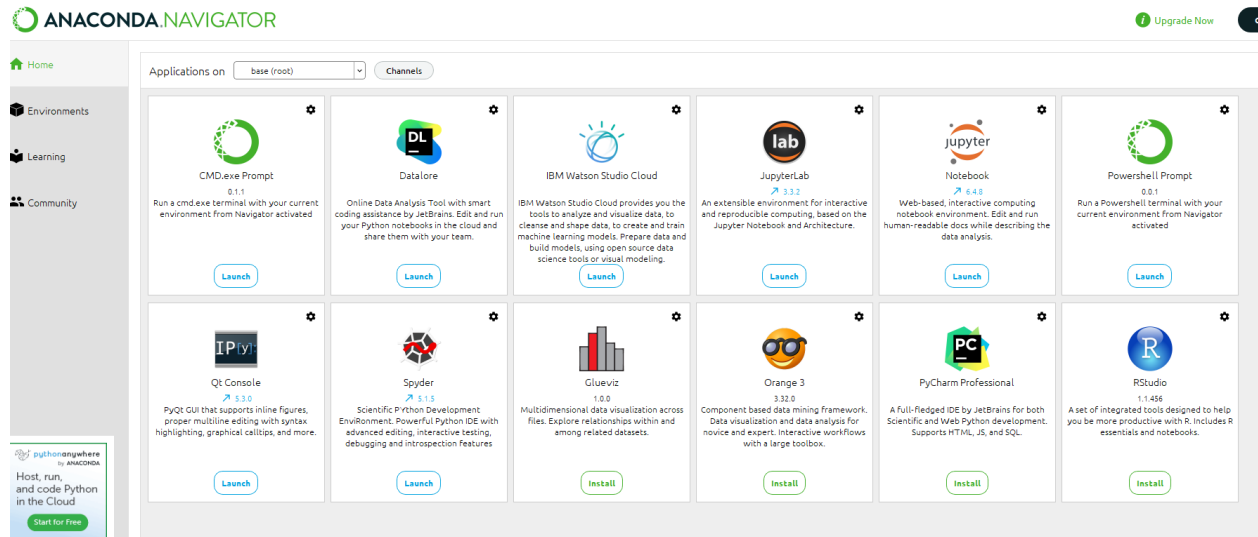 ANACONDA.NAVIGATOR
Upgrade Now
Home
Environments
Learning
Community
Applications on base (root) Channels
CMD.exe Prompt
0.1.1
Run a cmd.exe terminal with your current
environment from Navigator activated
Launch
DL
Datalore
Online Data Analysis Tool with smart
coding assistance by JetBrains. Edit and run
your Python notebooks in the cloud and
share them with your team.
Launch
IBM Watson Studio Cloud
IBM Watson Studio Cloud provides you the
tools to analyze and visualize data, to
cleanse and shape data, to create and train
machine learning models. Prepare data and
build models, using open source data
science tools or visual modeling.
Launch
lab
JupyterLab
3.3.2
An extensible environment for interactive
and reproducible computing, based on the
Jupyter Notebook and Architecture.
Launch
jupyter
Notebook
6.4.8
Web-based, interactive computing
notebook environment. Edit and run
human-readable docs while describing the
data analysis.
Launch
Powershell Prompt
0.0.1
Run a Powershell terminal with your
current environment from Navigator
activated
Launch
IP[y]:
Qt Console
5.3.0
PyQt GUI that supports inline figures,
proper multiline editing with syntax
highlighting, graphical calltips, and more.
Launch
Spyder
5.1.5
Scientific PYthon Development
EnviRonment. Powerful Python IDE with
advanced editing, interactive testing,
debugging and introspection features
Launch
Glueviz
1.0.0
Multidimensional data visualization across
files. Explore relationships within and
among related datasets.
Install
Orange 3
3.32.0
Component based data mining framework.
Data visualization and data analysis for
novice and expert. Interactive workflows
with a large toolbox.
Install
PC
PyCharm Professional
A full-fledged IDE by JetBrains for both
Scientific and Web Python development.
Supports HTML, JS, and SQL.
Install
R
RStudio
1.1.456
A set of integrated tools designed to help
you be more productive with R. Includes R
essentials and notebooks.
Install
pythonanywhere
by ANACONDA
Host, run,
and code Python
in the Cloud
Start for Free